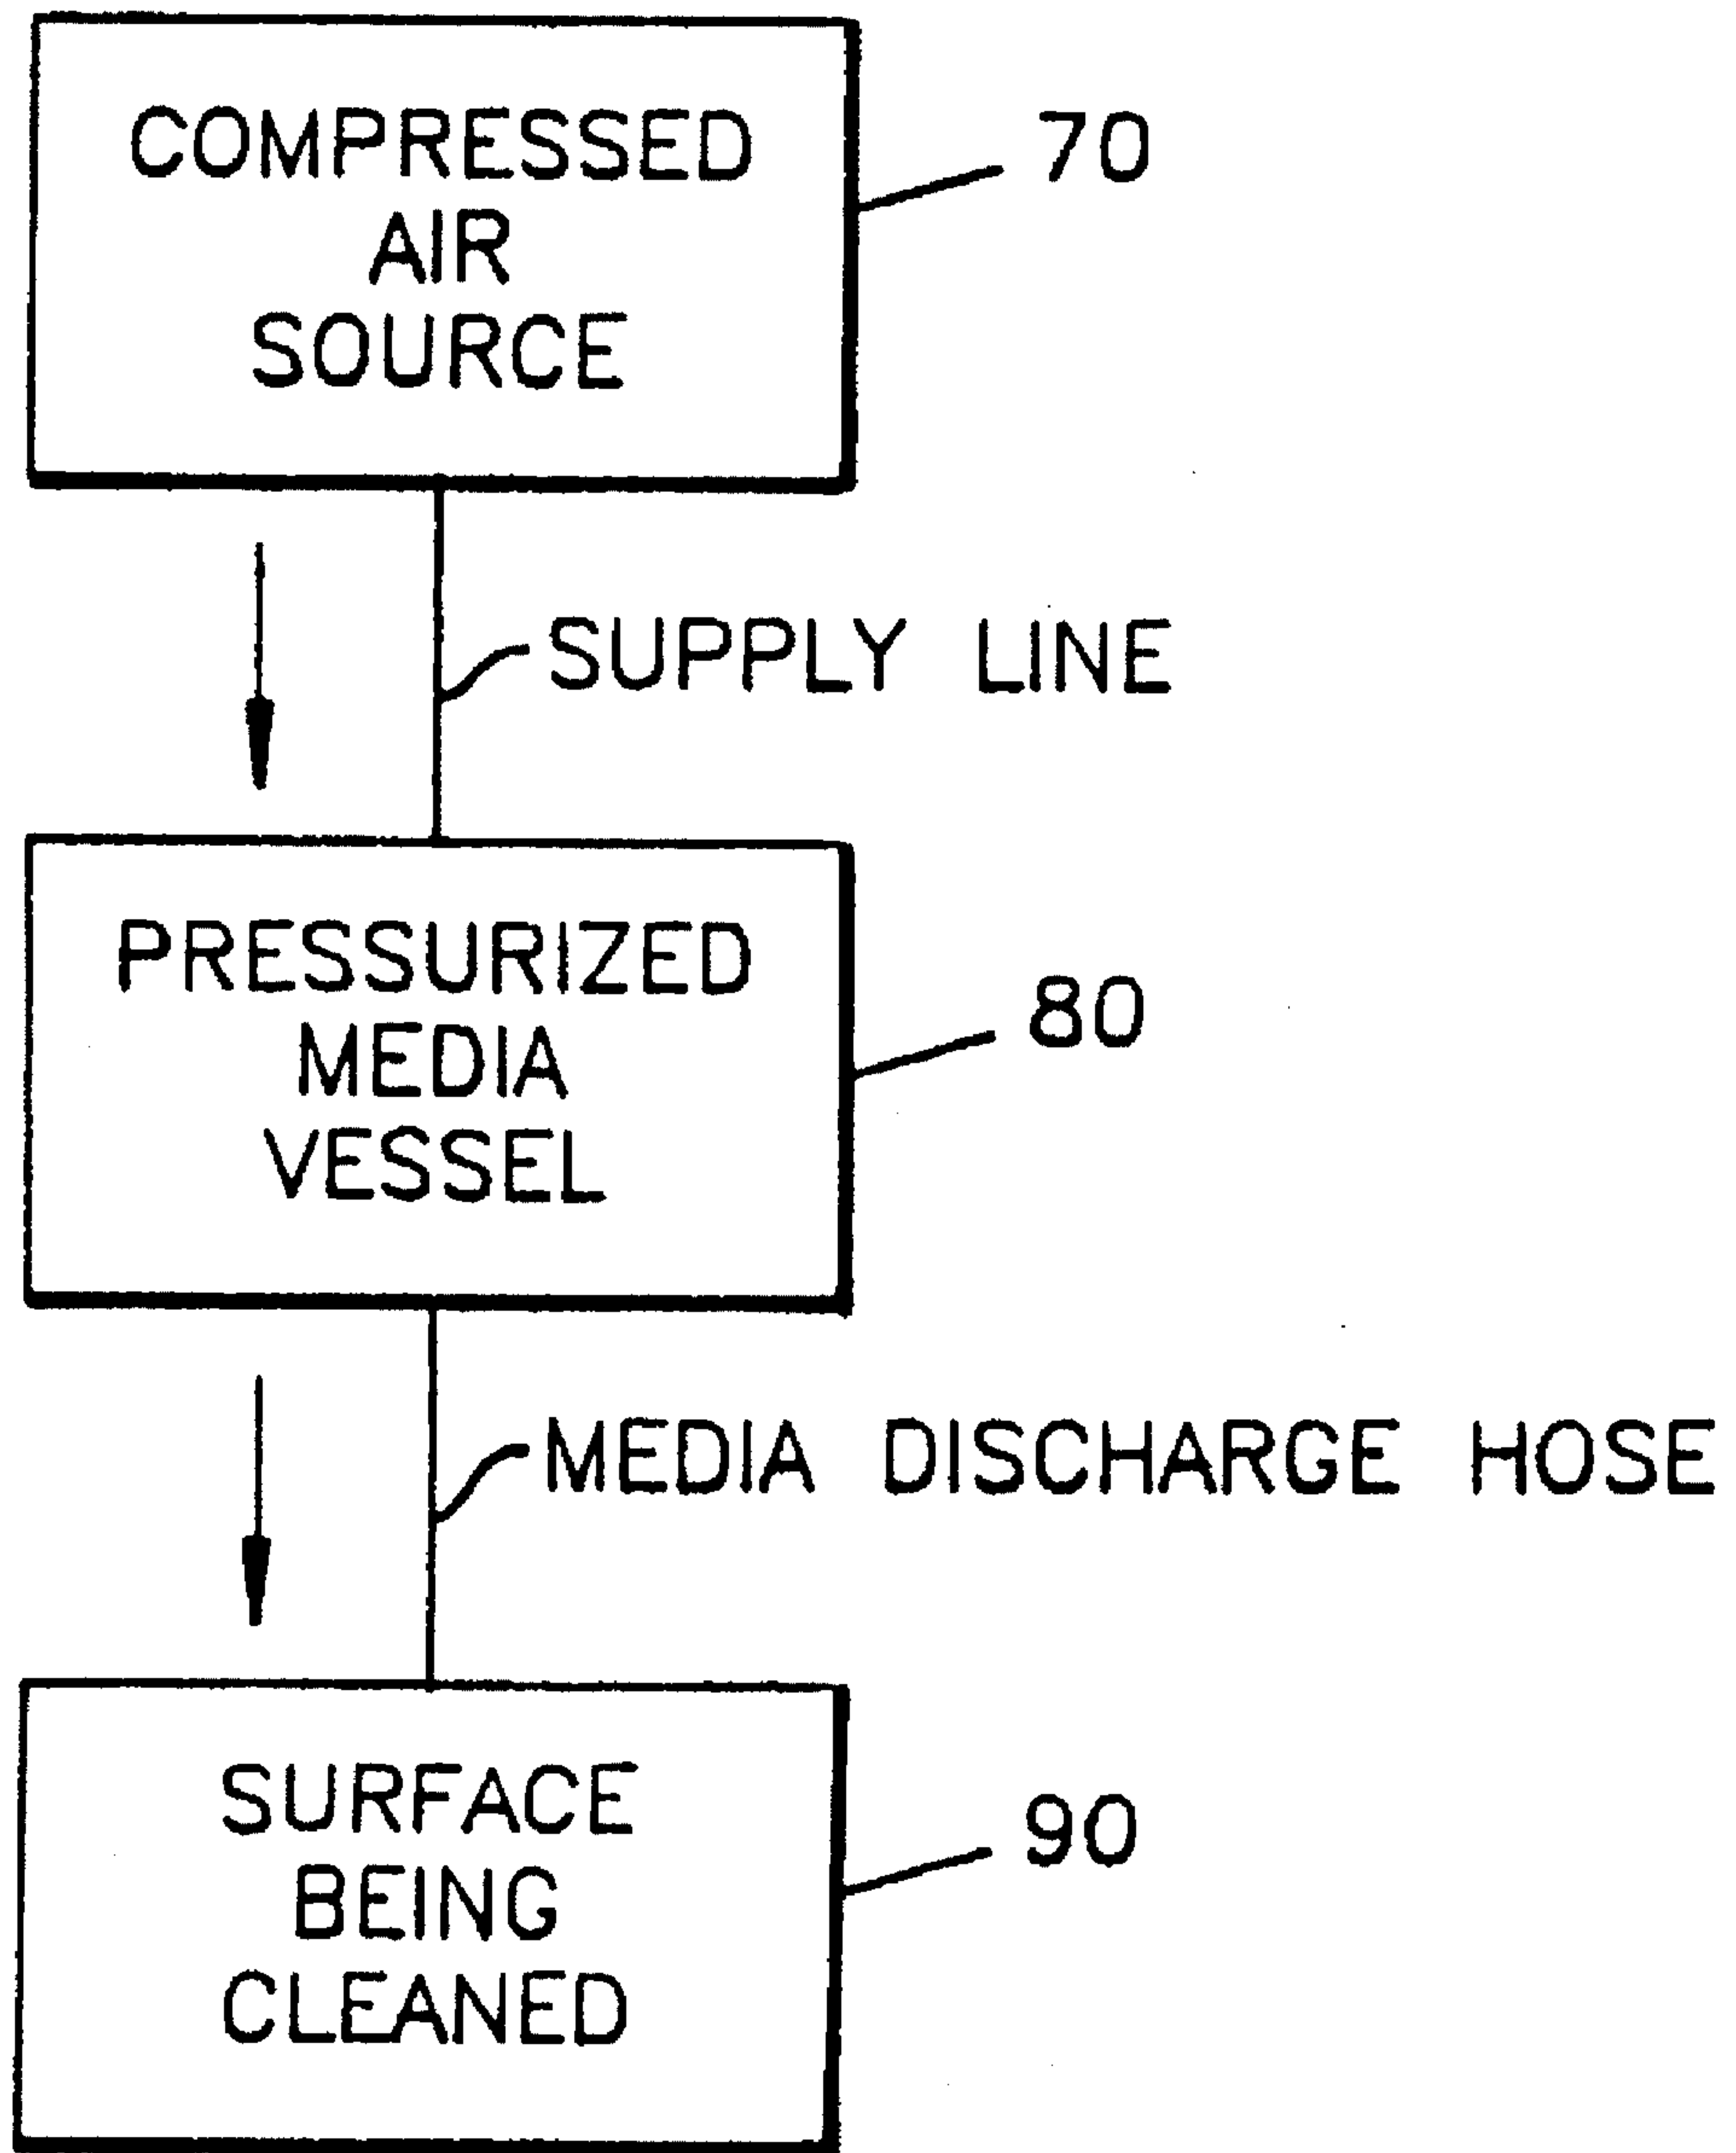 COMPRESSED
AIR
SOURCE
70
SUPPLY LINE
PRESSURIZED
MEDIA
VESSEL
80
MEDIA DISCHARGE HOSE
SURFACE
BEING
CLEANED
90